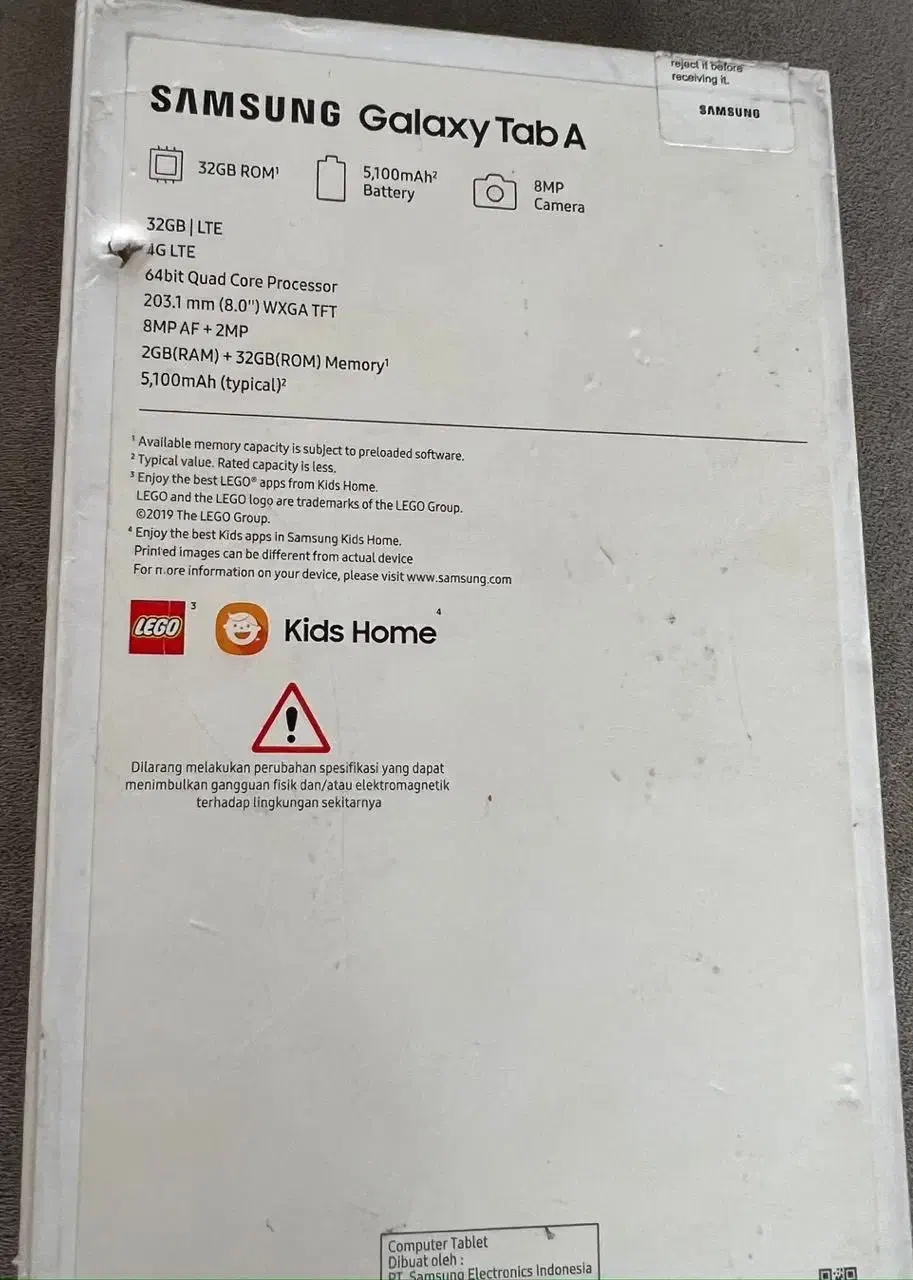 reject it before
receiving it.
SAMSUNG
SAMSUNG Galaxy Tab A
32GB ROM¹
5,100mAh²
Battery
8MP
Camera
32GB | LTE
4G LTE
64bit Quad Core Processor
203.1 mm (8.0") WXGA TFT
8MP AF + 2MP
2GB(RAM) + 32GB(ROM) Memory¹
5,100mAh (typical)²
¹ Available memory capacity is subject to preloaded software.
² Typical value. Rated capacity is less.
³ Enjoy the best LEGO® apps from Kids Home.
LEGO and the LEGO logo are trademarks of the LEGO Group.
©2019 The LEGO Group.
⁴ Enjoy the best Kids apps in Samsung Kids Home.
Printed images can be different from actual device
For more information on your device, please visit www.samsung.com
LEGO ³
Kids Home ⁴
!
Dilarang melakukan perubahan spesifikasi yang dapat
menimbulkan gangguan fisik dan/atau elektromagnetik
terhadap lingkungan sekitarnya
Computer Tablet
Dibuat oleh :
PT. Samsung Electronics Indonesia